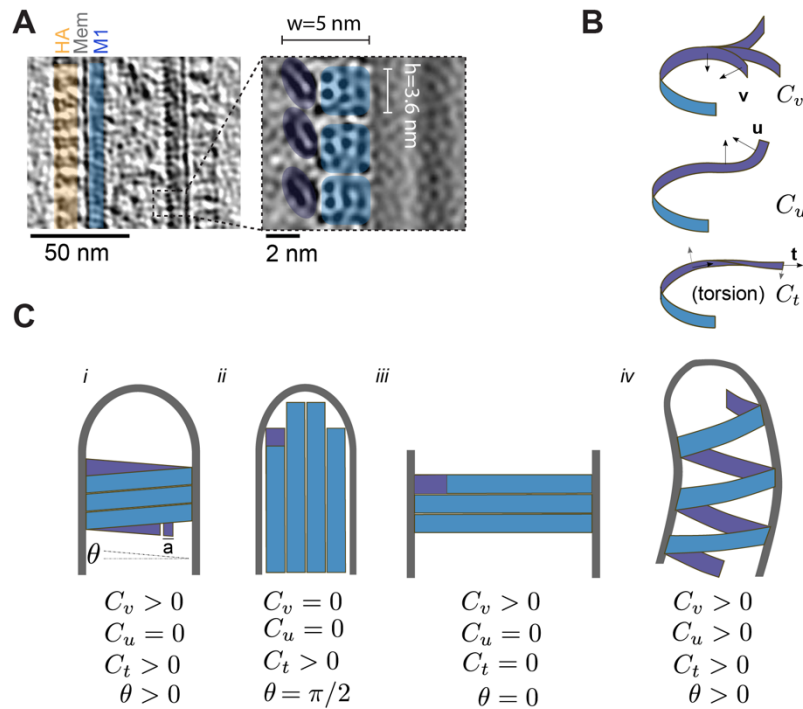 A
HA
Mem
M1
w=5 nm
h=3.6 nm
50 nm
2 nm
B
v
C_v
u
C_u
t
(torsion)
C_t
C
i
ii
iii
iv
θ
a
C_v > 0
C_u = 0
C_t > 0
θ > 0
C_v = 0
C_u = 0
C_t > 0
θ = π/2
C_v > 0
C_u = 0
C_t = 0
θ = 0
C_v > 0
C_u > 0
C_t > 0
θ > 0